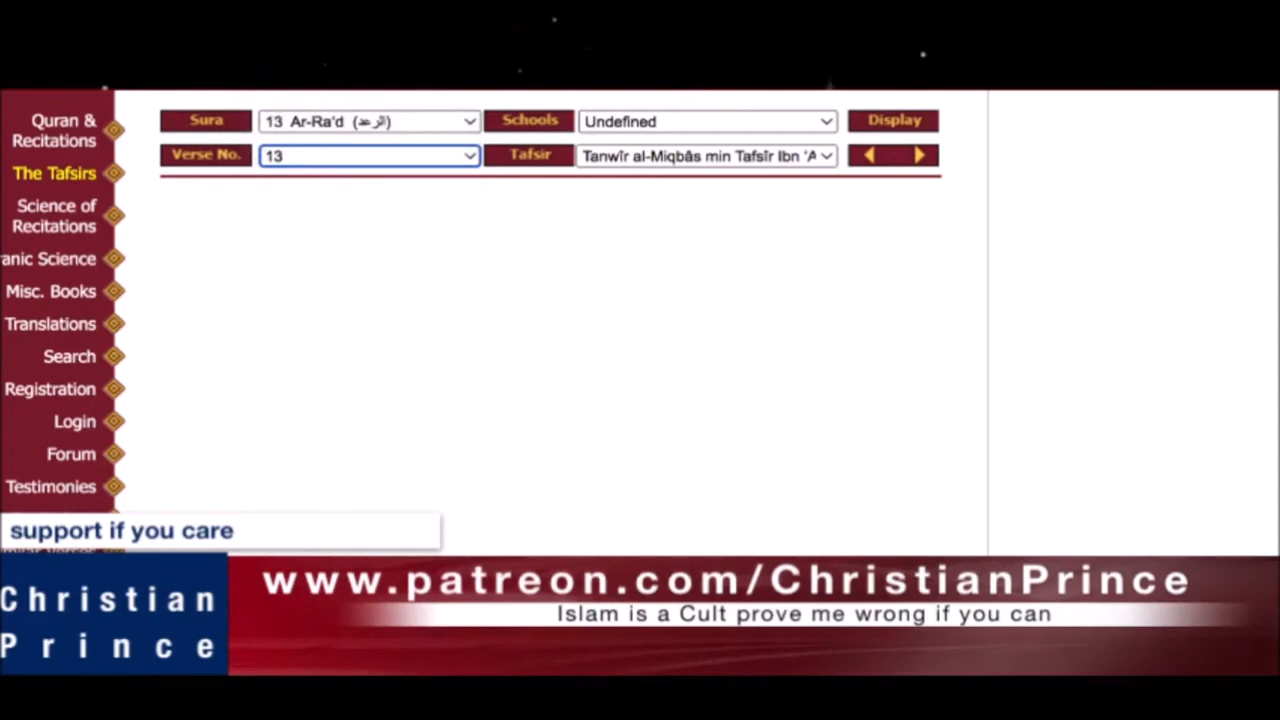 Quran &
Recitations
The Tafsirs
Science of
Recitations
anic Science
Misc. Books
Translations
Search
Registration
Login
Forum
Testimonies
Sura
13 Ar-Ra'd (الرعد)
Schools
Undefined
Display
Verse No.
13
Tafsir
Tanwîr al-Miqbâs min Tafsîr Ibn 'A
support if you care
Christian
Prince
www.patreon.com/ChristianPrince
Islam is a Cult prove me wrong if you can